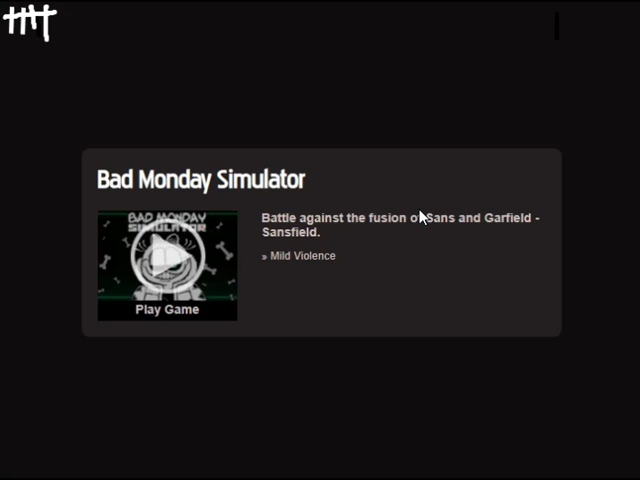 Bad Monday Simulator
BAD MONDAY
SIMULATOR
Play Game
Battle against the fusion of Sans and Garfield -
Sansfield.
» Mild Violence